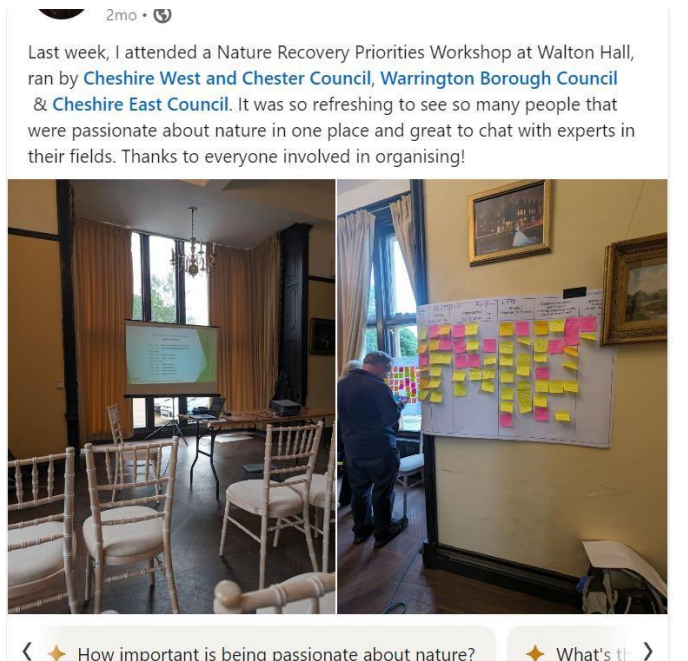 2mo •
Last week, I attended a Nature Recovery Priorities Workshop at Walton Hall,
ran by Cheshire West and Chester Council, Warrington Borough Council
& Cheshire East Council. It was so refreshing to see so many people that
were passionate about nature in one place and great to chat with experts in
their fields. Thanks to everyone involved in organising!
How important is being passionate about nature?
What's